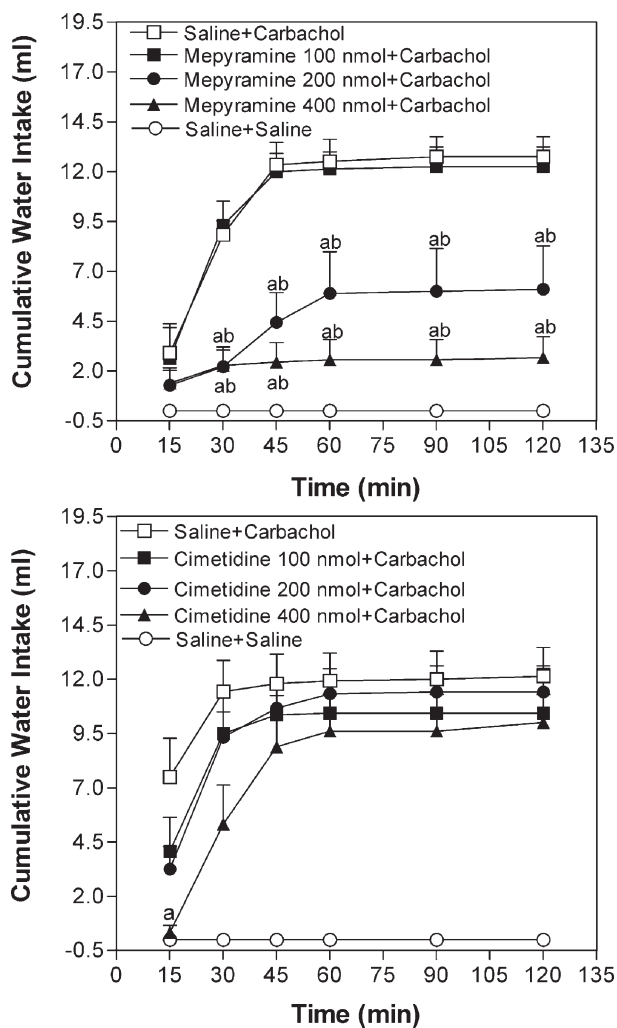 19.5
17.0
14.5
12.0
9.5
7.0
4.5
2.0
-0.5
Cumulative Water Intake (ml)
Saline+Carbachol
Mepyramine 100 nmol+Carbachol
Mepyramine 200 nmol+Carbachol
Mepyramine 400 nmol+Carbachol
Saline+Saline
ab ab ab
ab
ab
ab ab ab
ab ab
0 15 30 45 60 75 90 105 120 135
Time (min)
19.5
17.0
14.5
12.0
9.5
7.0
4.5
2.0
-0.5
Cumulative Water Intake (ml)
Saline+Carbachol
Cimetidine 100 nmol+Carbachol
Cimetidine 200 nmol+Carbachol
Cimetidine 400 nmol+Carbachol
Saline+Saline
a
0 15 30 45 60 75 90 105 120 135
Time (min)